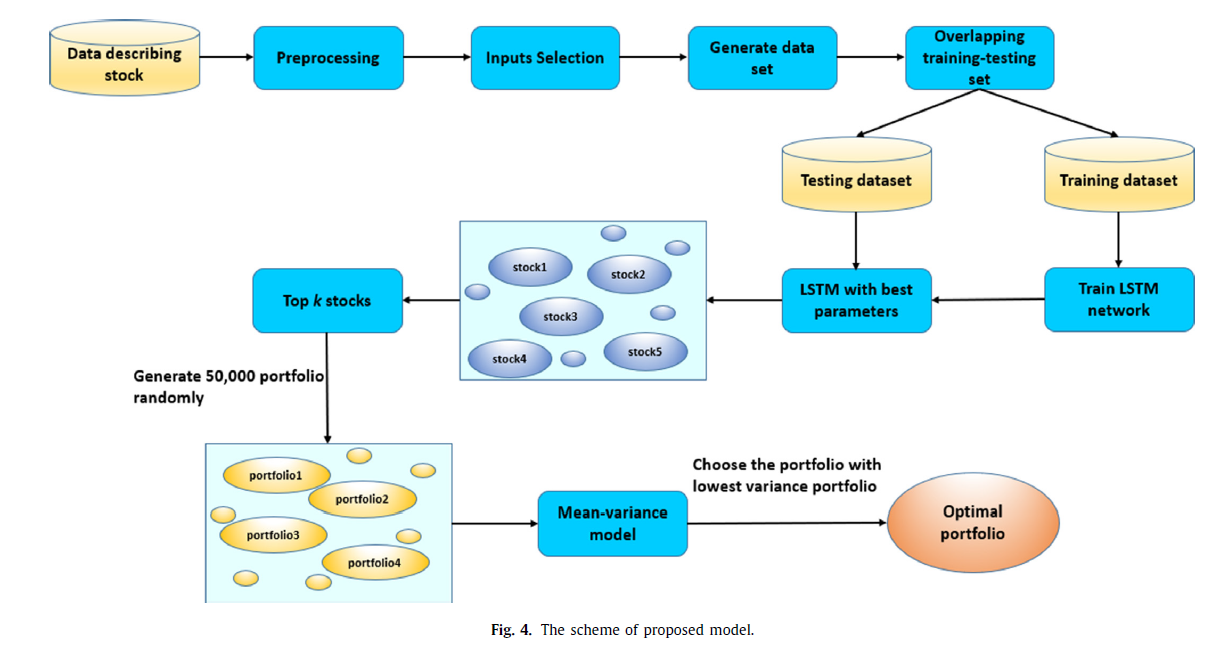 Data describing
stock
Preprocessing
Inputs Selection
Generate data
set
Overlapping
training-testing
set
Testing dataset
Training dataset
stock1
stock2
stock3
stock4
stock5
Top k stocks
LSTM with best
parameters
Train LSTM
network
Generate 50,000 portfolio
randomly
portfolio1
portfolio2
portfolio3
portfolio4
Mean-variance
model
Choose the portfolio with
lowest variance portfolio
Optimal
portfolio
Fig. 4. The scheme of proposed model.